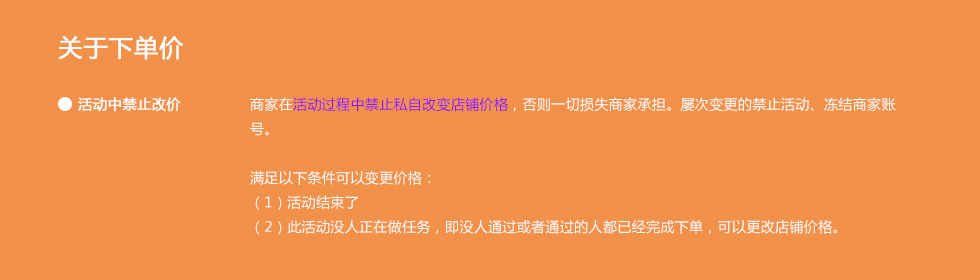 关于下单价
● 活动中禁止改价
商家在活动过程中禁止私自改变店铺价格，否则一切损失商家承担。屡次变更的禁止活动、冻结商家账
号。
满足以下条件可以变更价格：
（1）活动结束了
（2）此活动没人正在做任务，即没人通过或者通过的人都已经完成下单，可以更改店铺价格。